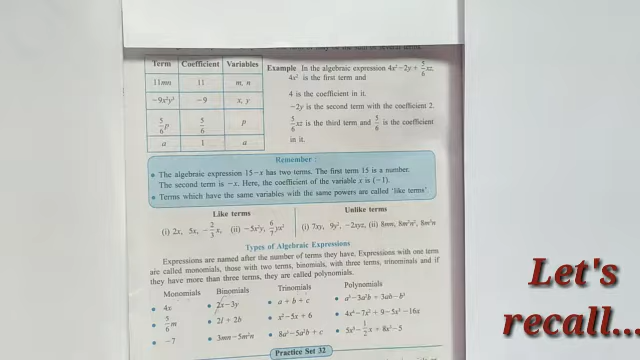 Term Coefficient Variables
11mn 11 m, n
−9x²y³ −9 x, y
5/6 p 5/6 p
a 1 a
Example In the algebraic expression 4x² − 2y + 5/6 xz,
4x² is the first term and
4 is the coefficient in it.
−2y is the second term with the coefficient 2.
5/6 xz is the third term and 5/6 is the coefficient
in it.
Remember :
• The algebraic expression 15 − x has two terms. The first term 15 is a number.
The second term is −x. Here, the coefficient of the variable x is (−1).
• Terms which have the same variables with the same powers are called 'like terms'.
Like terms Unlike terms
(i) 2x, 5x, −2/3 x, (ii) −5x²y, 6/7 yx² (i) 7xy, 9y², −2xyz, (ii) 8mn, 8m²n², 8m³n
Types of Algebraic Expressions
Expressions are named after the number of terms they have. Expressions with one term
are called monomials, those with two terms, binomials, with three terms, trinomials and if
they have more than three terms, they are called polynomials.
Monomials Binomials Trinomials Polynomials
• 4x • 2x − 3y • a + b + c • a³ − 3a²b + 3ab² − b³
• 5/6 m • 2l + 2b • x² − 5x + 6 • 4x⁴ − 7x² + 9 − 5x³ − 16x
• −7 • 3mn − 5m²n • 8a³ − 5a²b + c • 5x⁵ − 1/2 x + 8x³ − 5
Practice Set 32
Let's
recall...